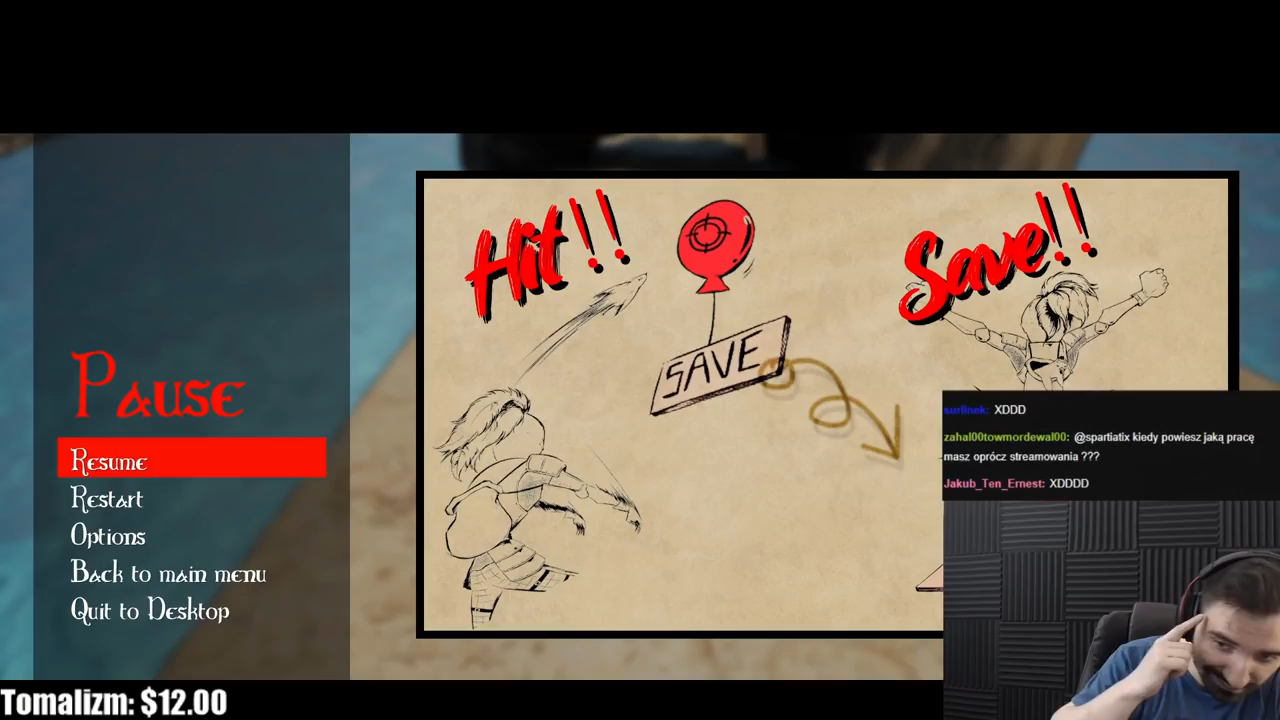 Hit!!
SAVE
Save!!
Pause
Resume
Restart
Options
Back to main menu
Quit to Desktop
surlinek: XDDD
zahal00towmordewal00: @spartiatix kiedy powiesz jaką pracę
masz oprócz streamowania ???
Jakub_Ten_Ernest: XDDDD
Tomalizm: $12.00